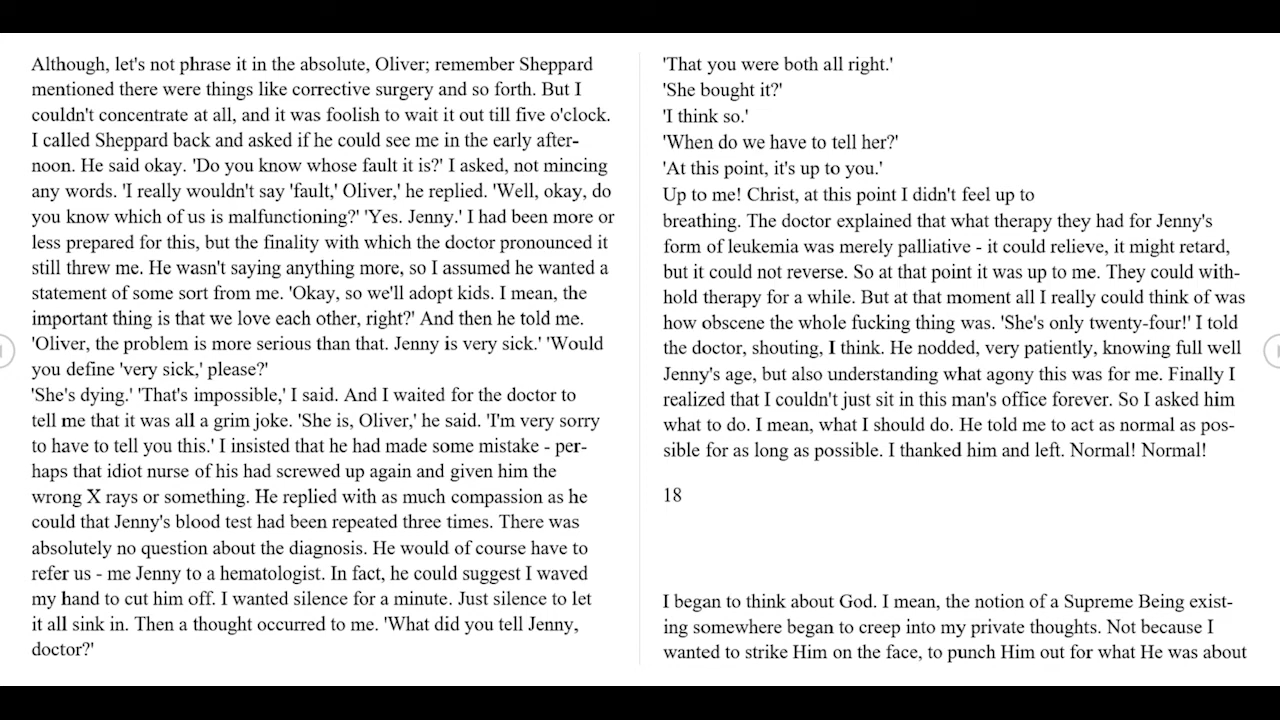 Although, let's not phrase it in the absolute, Oliver; remember Sheppard
mentioned there were things like corrective surgery and so forth. But I
couldn't concentrate at all, and it was foolish to wait it out till five o'clock.
I called Sheppard back and asked if he could see me in the early after-
noon. He said okay. 'Do you know whose fault it is?' I asked, not mincing
any words. 'I really wouldn't say 'fault,' Oliver,' he replied. 'Well, okay, do
you know which of us is malfunctioning?' 'Yes. Jenny.' I had been more or
less prepared for this, but the finality with which the doctor pronounced it
still threw me. He wasn't saying anything more, so I assumed he wanted a
statement of some sort from me. 'Okay, so we'll adopt kids. I mean, the
important thing is that we love each other, right?' And then he told me.
'Oliver, the problem is more serious than that. Jenny is very sick.' 'Would
you define 'very sick,' please?'
'She's dying.' 'That's impossible,' I said. And I waited for the doctor to
tell me that it was all a grim joke. 'She is, Oliver,' he said. 'I'm very sorry
to have to tell you this.' I insisted that he had made some mistake - per-
haps that idiot nurse of his had screwed up again and given him the
wrong X rays or something. He replied with as much compassion as he
could that Jenny's blood test had been repeated three times. There was
absolutely no question about the diagnosis. He would of course have to
refer us - me Jenny to a hematologist. In fact, he could suggest I waved
my hand to cut him off. I wanted silence for a minute. Just silence to let
it all sink in. Then a thought occurred to me. 'What did you tell Jenny,
doctor?'
'That you were both all right.'
'She bought it?'
'I think so.'
'When do we have to tell her?'
'At this point, it's up to you.'
Up to me! Christ, at this point I didn't feel up to
breathing. The doctor explained that what therapy they had for Jenny's
form of leukemia was merely palliative - it could relieve, it might retard,
but it could not reverse. So at that point it was up to me. They could with-
hold therapy for a while. But at that moment all I really could think of was
how obscene the whole fucking thing was. 'She's only twenty-four!' I told
the doctor, shouting, I think. He nodded, very patiently, knowing full well
Jenny's age, but also understanding what agony this was for me. Finally I
realized that I couldn't just sit in this man's office forever. So I asked him
what to do. I mean, what I should do. He told me to act as normal as pos-
sible for as long as possible. I thanked him and left. Normal! Normal!
18
I began to think about God. I mean, the notion of a Supreme Being exist-
ing somewhere began to creep into my private thoughts. Not because I
wanted to strike Him on the face, to punch Him out for what He was about